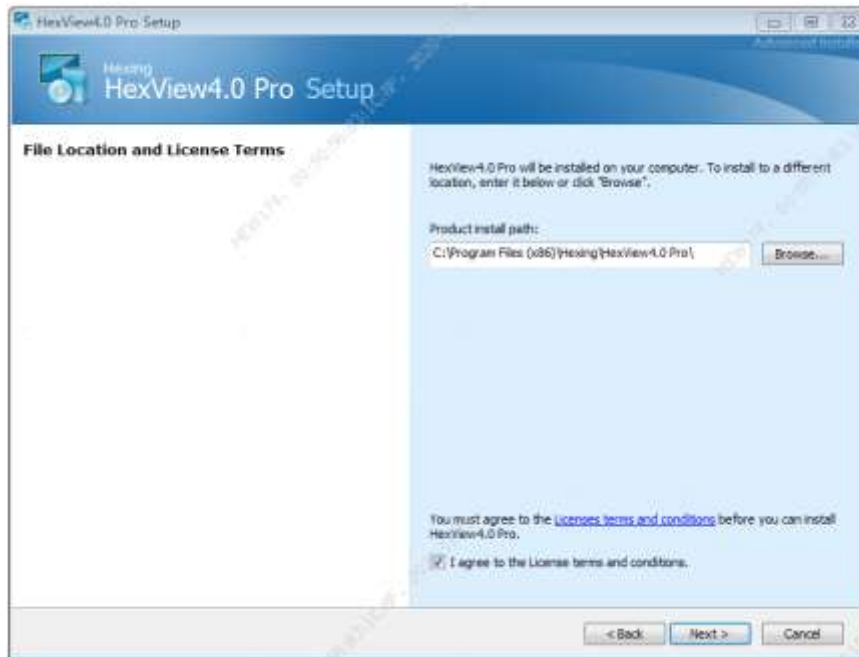 HexView4.0 Pro Setup
Hexing
HexView4.0 Pro Setup
File Location and License Terms
HexView4.0 Pro will be installed on your computer. To install to a different
location, enter it below or click "Browse".
Product install path:
C:\Program Files (x86)\Hexing\HexView4.0 Pro\
Browse...
You must agree to the Licenses terms and conditions before you can install
HexView4.0 Pro.
I agree to the License terms and conditions.
< Back
Next >
Cancel